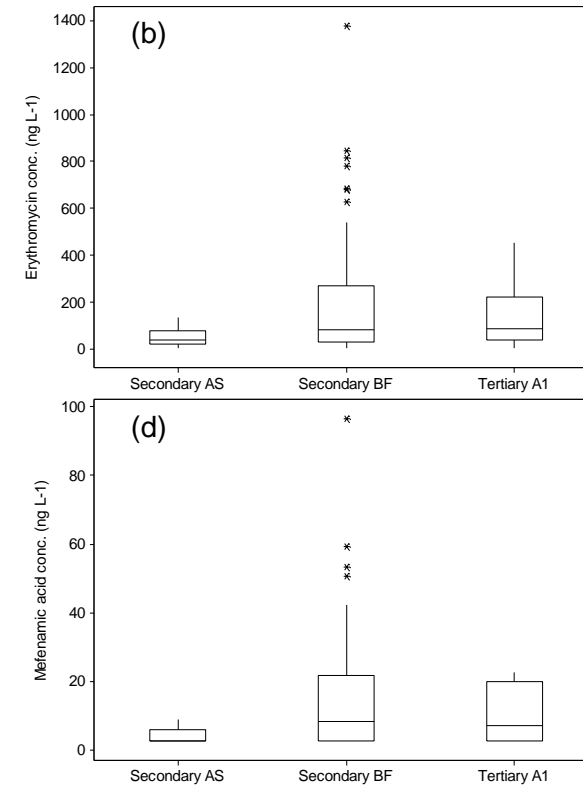 (b)
1400
1200
1000
800
600
400
200
0
Erythromycin conc. (ng L-1)
Secondary AS Secondary BF Tertiary A1
(d)
100
80
60
40
20
0
Mefenamic acid conc. (ng L-1)
Secondary AS Secondary BF Tertiary A1